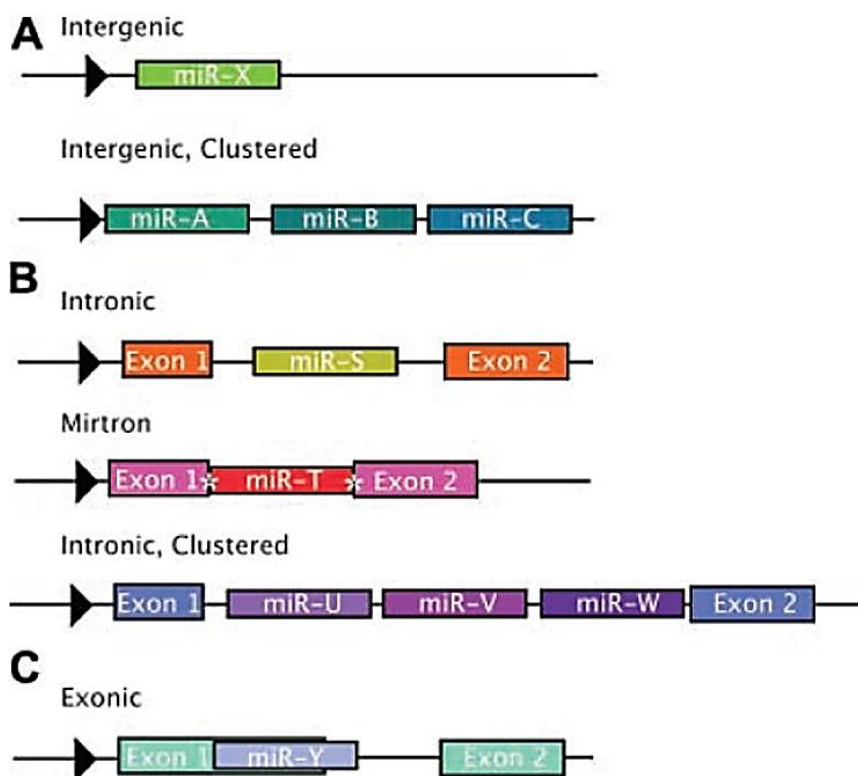 A Intergenic
miR-X
Intergenic, Clustered
miR-A miR-B miR-C
B
Intronic
Exon 1 miR-S Exon 2
Mirtron
Exon 1* miR-T * Exon 2
Intronic, Clustered
Exon 1 miR-U miR-V miR-W Exon 2
C
Exonic
Exon 1 miR-Y Exon 2